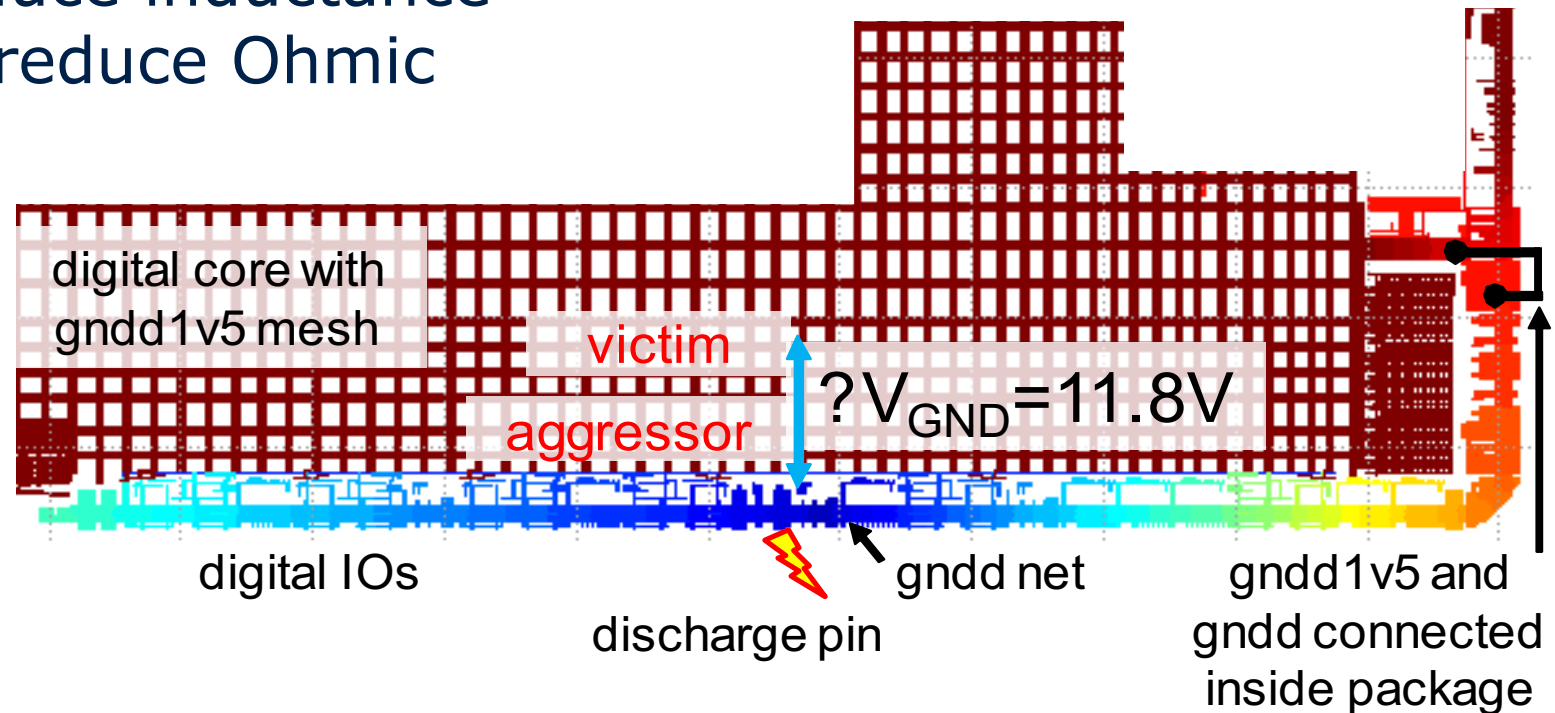 reduce Ohmic
digital core with
gndd1v5 mesh
victim
aggressor
?V_GND=11.8V
digital IOs
discharge pin
gndd net
gndd1v5 and
gndd connected
inside package